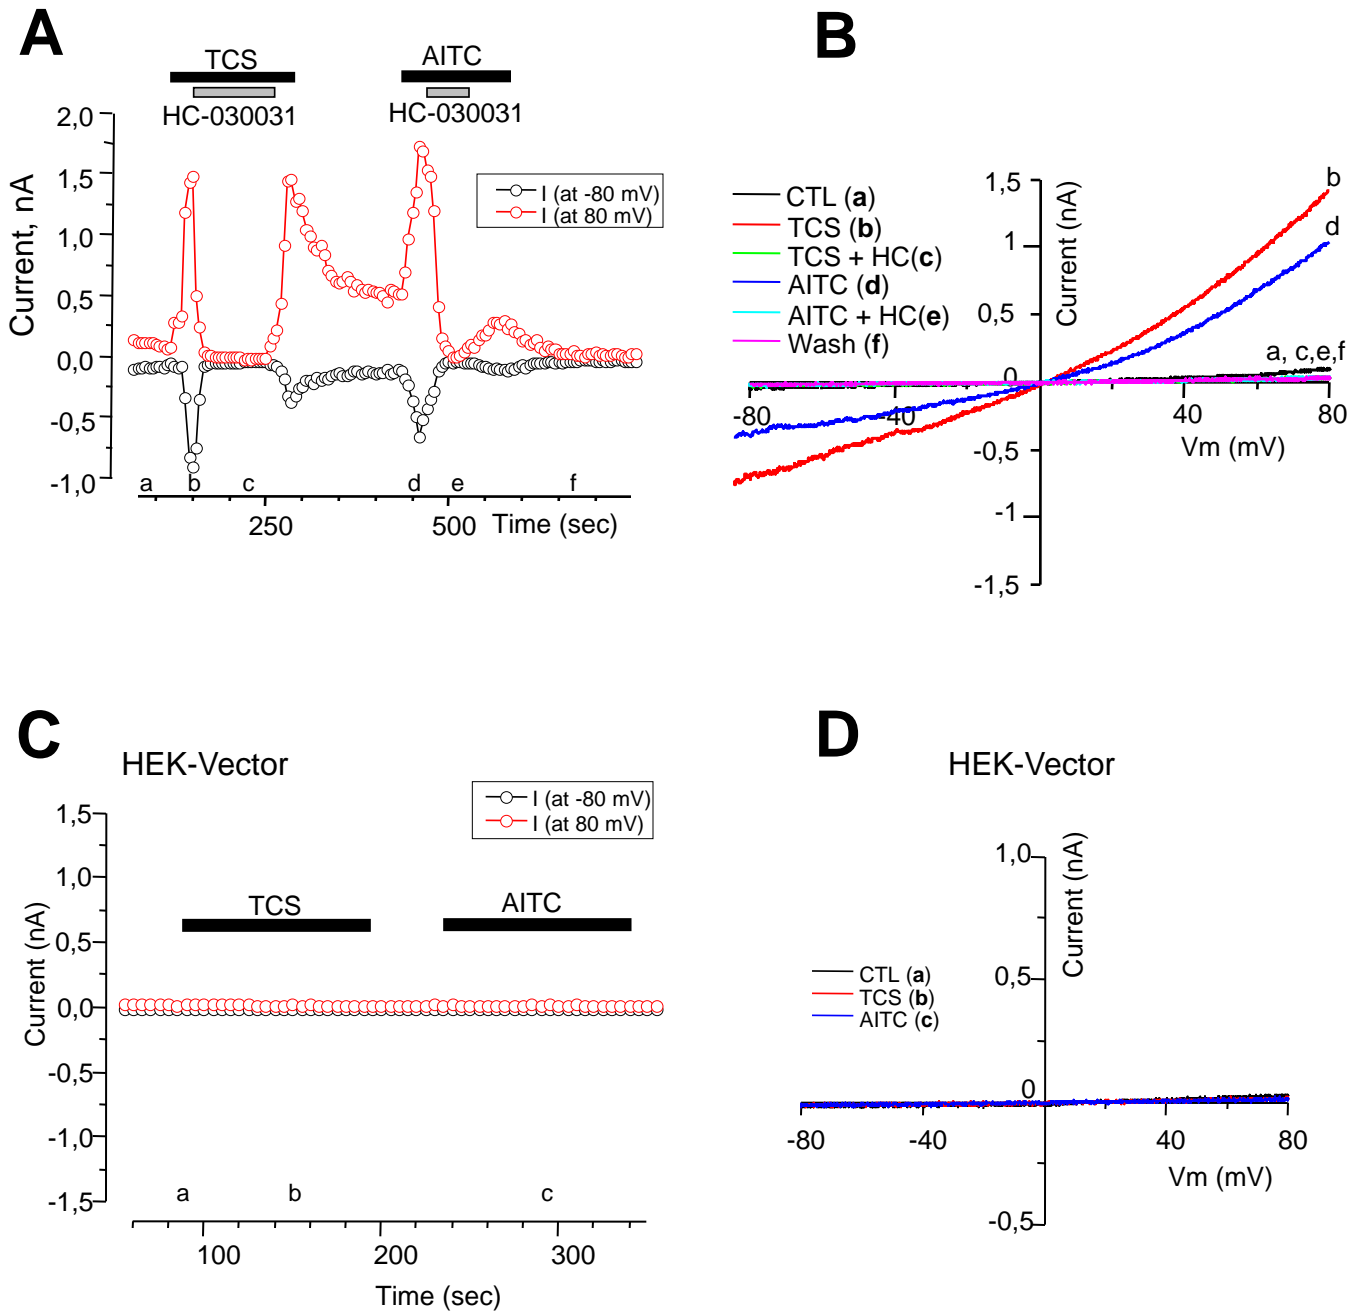 A
TCS
AITC
HC-030031
HC-030031
2,0
1,5
1,0
0,5
0,0
-0,5
-1,0
Current, nA
I (at -80 mV)
I (at 80 mV)
a b c d e f
250 500 Time (sec)
B
CTL (a)
TCS (b)
TCS + HC(c)
AITC (d)
AITC + HC(e)
Wash (f)
1,5
1
0,5
0
-0,5
-1
-1,5
Current (nA)
b
d
a, c,e,f
-80 -40 40 80
Vm (mV)
C
HEK-Vector
I (at -80 mV)
I (at 80 mV)
TCS
AITC
1,5
1,0
0,5
0,0
-0,5
-1,0
-1,5
Current (nA)
a b c
100 200 300
Time (sec)
D
HEK-Vector
CTL (a)
TCS (b)
AITC (c)
1,0
0,5
0
-0,5
Current (nA)
-80 -40 40 80
Vm (mV)